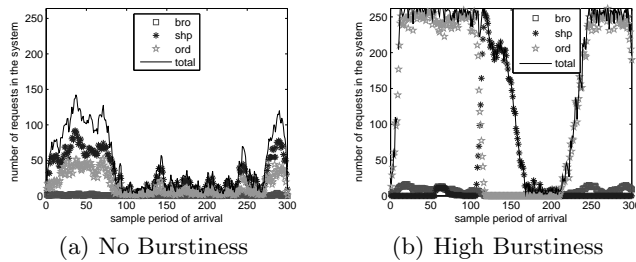 number of requests in the system
250
200
150
100
50
0
bro
shp
ord
total
0 50 100 150 200 250 300
sample period of arrival
(a) No Burstiness
number of requests in the system
250
200
150
100
50
0
bro
shp
ord
total
0 50 100 150 200 250 300
sample period of arrival
(b) High Burstiness